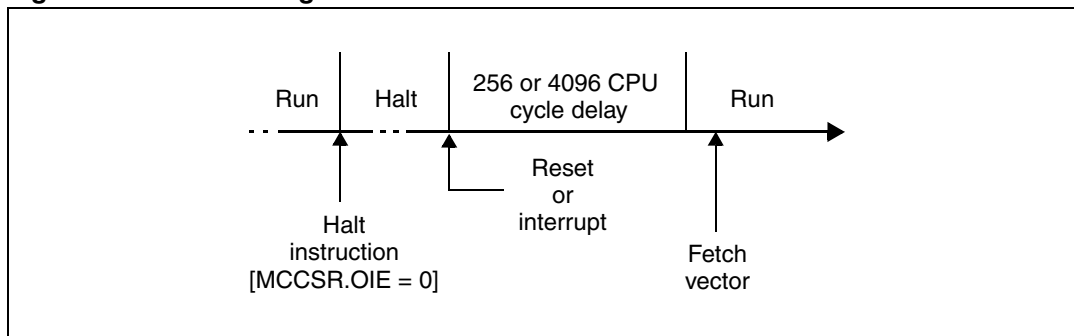 Run
Halt
256 or 4096 CPU
cycle delay
Run
Reset
or
interrupt
Halt
instruction
[MCCSR.OIE = 0]
Fetch
vector